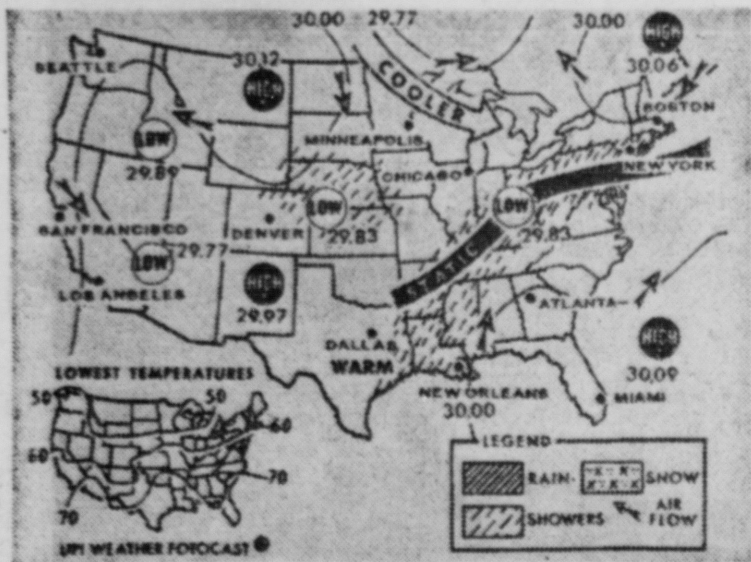 30.00 29.77 30.00
HIGH
30.06
SEATTLE
30.12
HIGH
COOLER
BOSTON
LOW
29.89
MINNEAPOLIS
CHICAGO
NEW YORK
SAN FRANCISCO
DENVER
LOW
29.83
LOW
29.83
LOW
29.77
LOS ANGELES
HIGH
29.97
STATIC
ATLANTA
DALLAS
WARM
HIGH
30.09
NEW ORLEANS
30.00
MIAMI
LOWEST TEMPERATURES
50 50
60
60
70
70
UPI WEATHER FOTOCAST
LEGEND
RAIN SNOW
SHOWERS AIR
FLOW